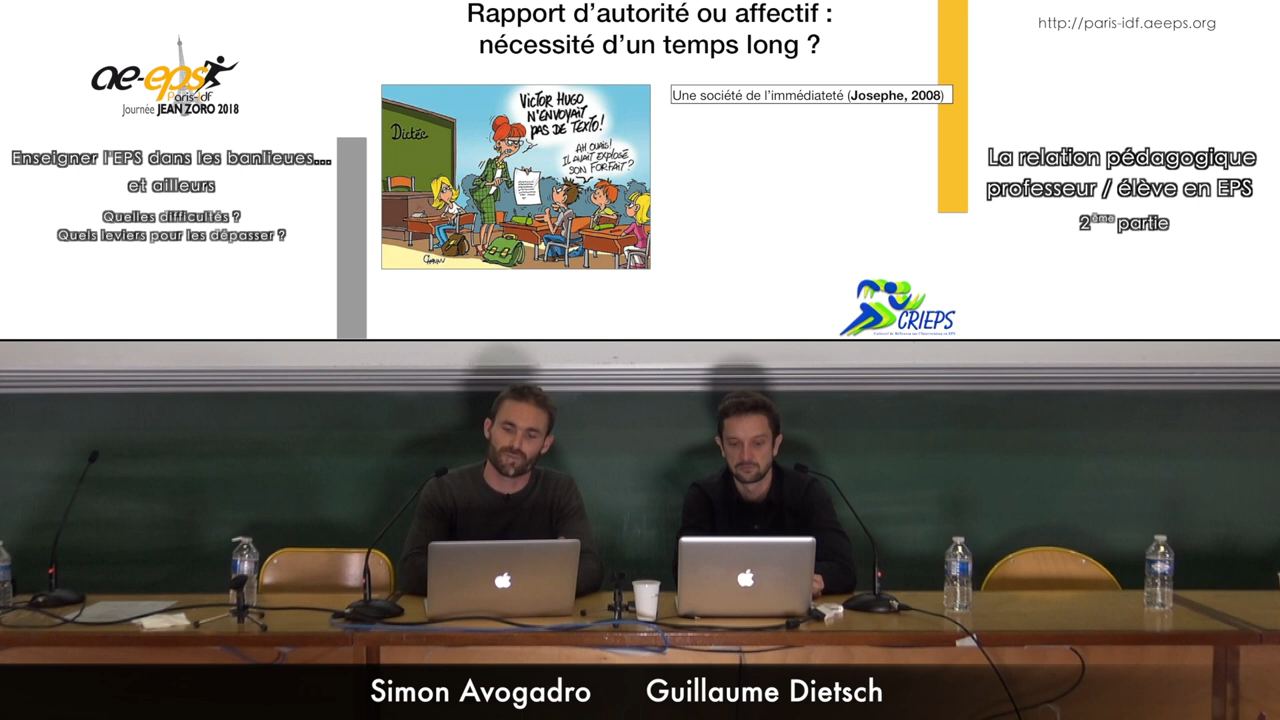 Rapport d'autorité ou affectif :
nécessité d'un temps long ?
http://paris-idf.aeeps.org
ae-eps
Paris-IdF
Journée JEAN ZORO 2018
Enseigner l'EPS dans les banlieues...
et ailleurs
Quelles difficultés ?
Quels leviers pour les dépasser ?
Dictée
VICTOR HUGO
N'ENVOYAIT
PAS DE TEXTO!
AH OUAIS!
IL AVAIT EXPLOSÉ
SON FORFAIT?
Une société de l'immédiateté (Josephe, 2008)
La relation pédagogique
professeur / élève en EPS
2ème partie
CRIEPS
Simon Avogadro
Guillaume Dietsch